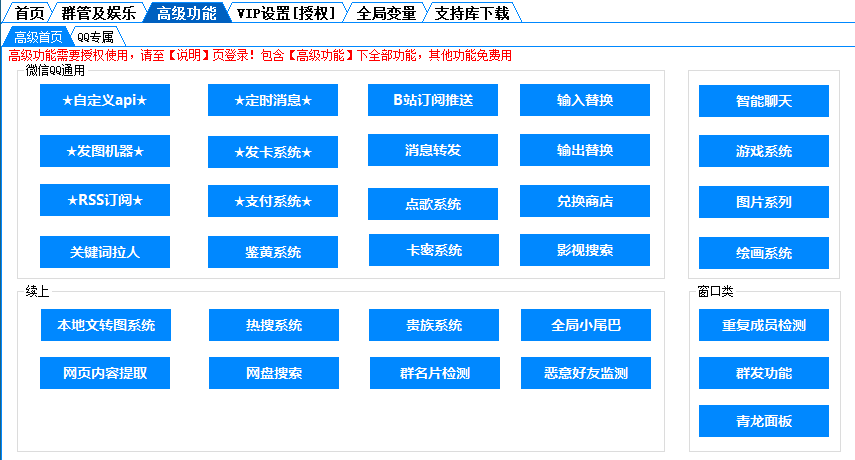 首页 群管及娱乐 高级功能 VIP设置[授权] 全局变量 支持库下载
高级首页 QQ专属
高级功能需要授权使用，请至【说明】页登录！包含【高级功能】下全部功能，其他功能免费用
微信QQ通用
★自定义api★ ★定时消息★ B站订阅推送 输入替换 智能聊天
★发图机器★ ★发卡系统★ 消息转发 输出替换 游戏系统
★RSS订阅★ ★支付系统★ 点歌系统 兑换商店 图片系列
关键词拉人 鉴黄系统 卡密系统 影视搜索 绘画系统
续上 窗口类
本地文转图系统 热搜系统 贵族系统 全局小尾巴 重复成员检测
网页内容提取 网盘搜索 群名片检测 恶意好友监测 群发功能
青龙面板